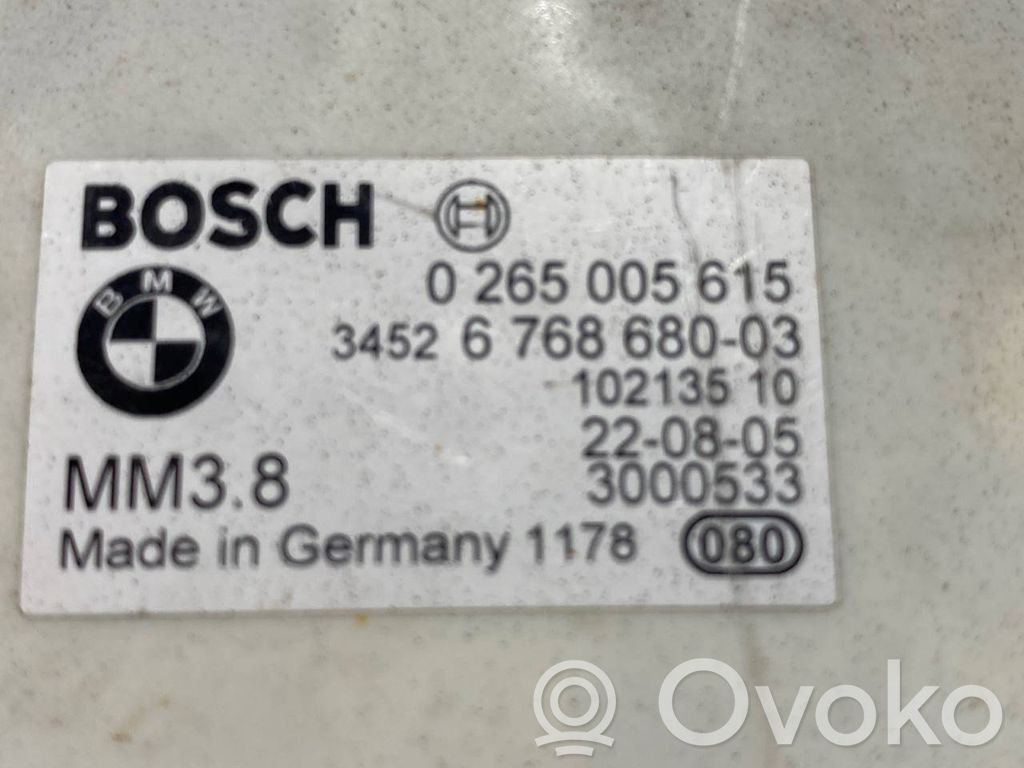 BOSCH
0 265 005 615
BMW
3452 6 768 680-03
102135 10
22-08-05
MM3.8
3000533
Made in Germany 1178 080
Ovoko